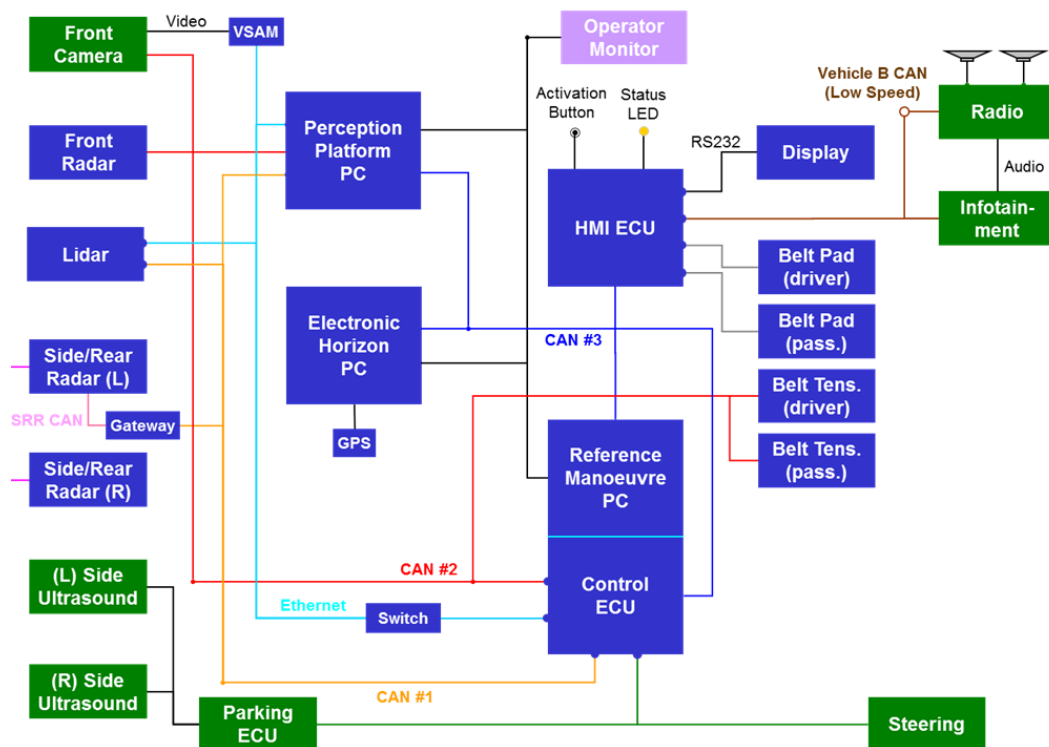 Front
Camera
Video
VSAM
Operator
Monitor
Activation
Button
Status
LED
Vehicle B CAN
(Low Speed)
Radio
Front
Radar
Perception
Platform
PC
RS232
Display
Audio
Lidar
HMI ECU
Infotain-
ment
Belt Pad
(driver)
Electronic
Horizon
PC
CAN #3
Belt Pad
(pass.)
Side/Rear
Radar (L)
SRR CAN
Gateway
GPS
Belt Tens.
(driver)
Side/Rear
Radar (R)
Reference
Manoeuvre
PC
Belt Tens.
(pass.)
(L) Side
Ultrasound
CAN #2
Control
ECU
Ethernet
Switch
(R) Side
Ultrasound
CAN #1
Parking
ECU
Steering